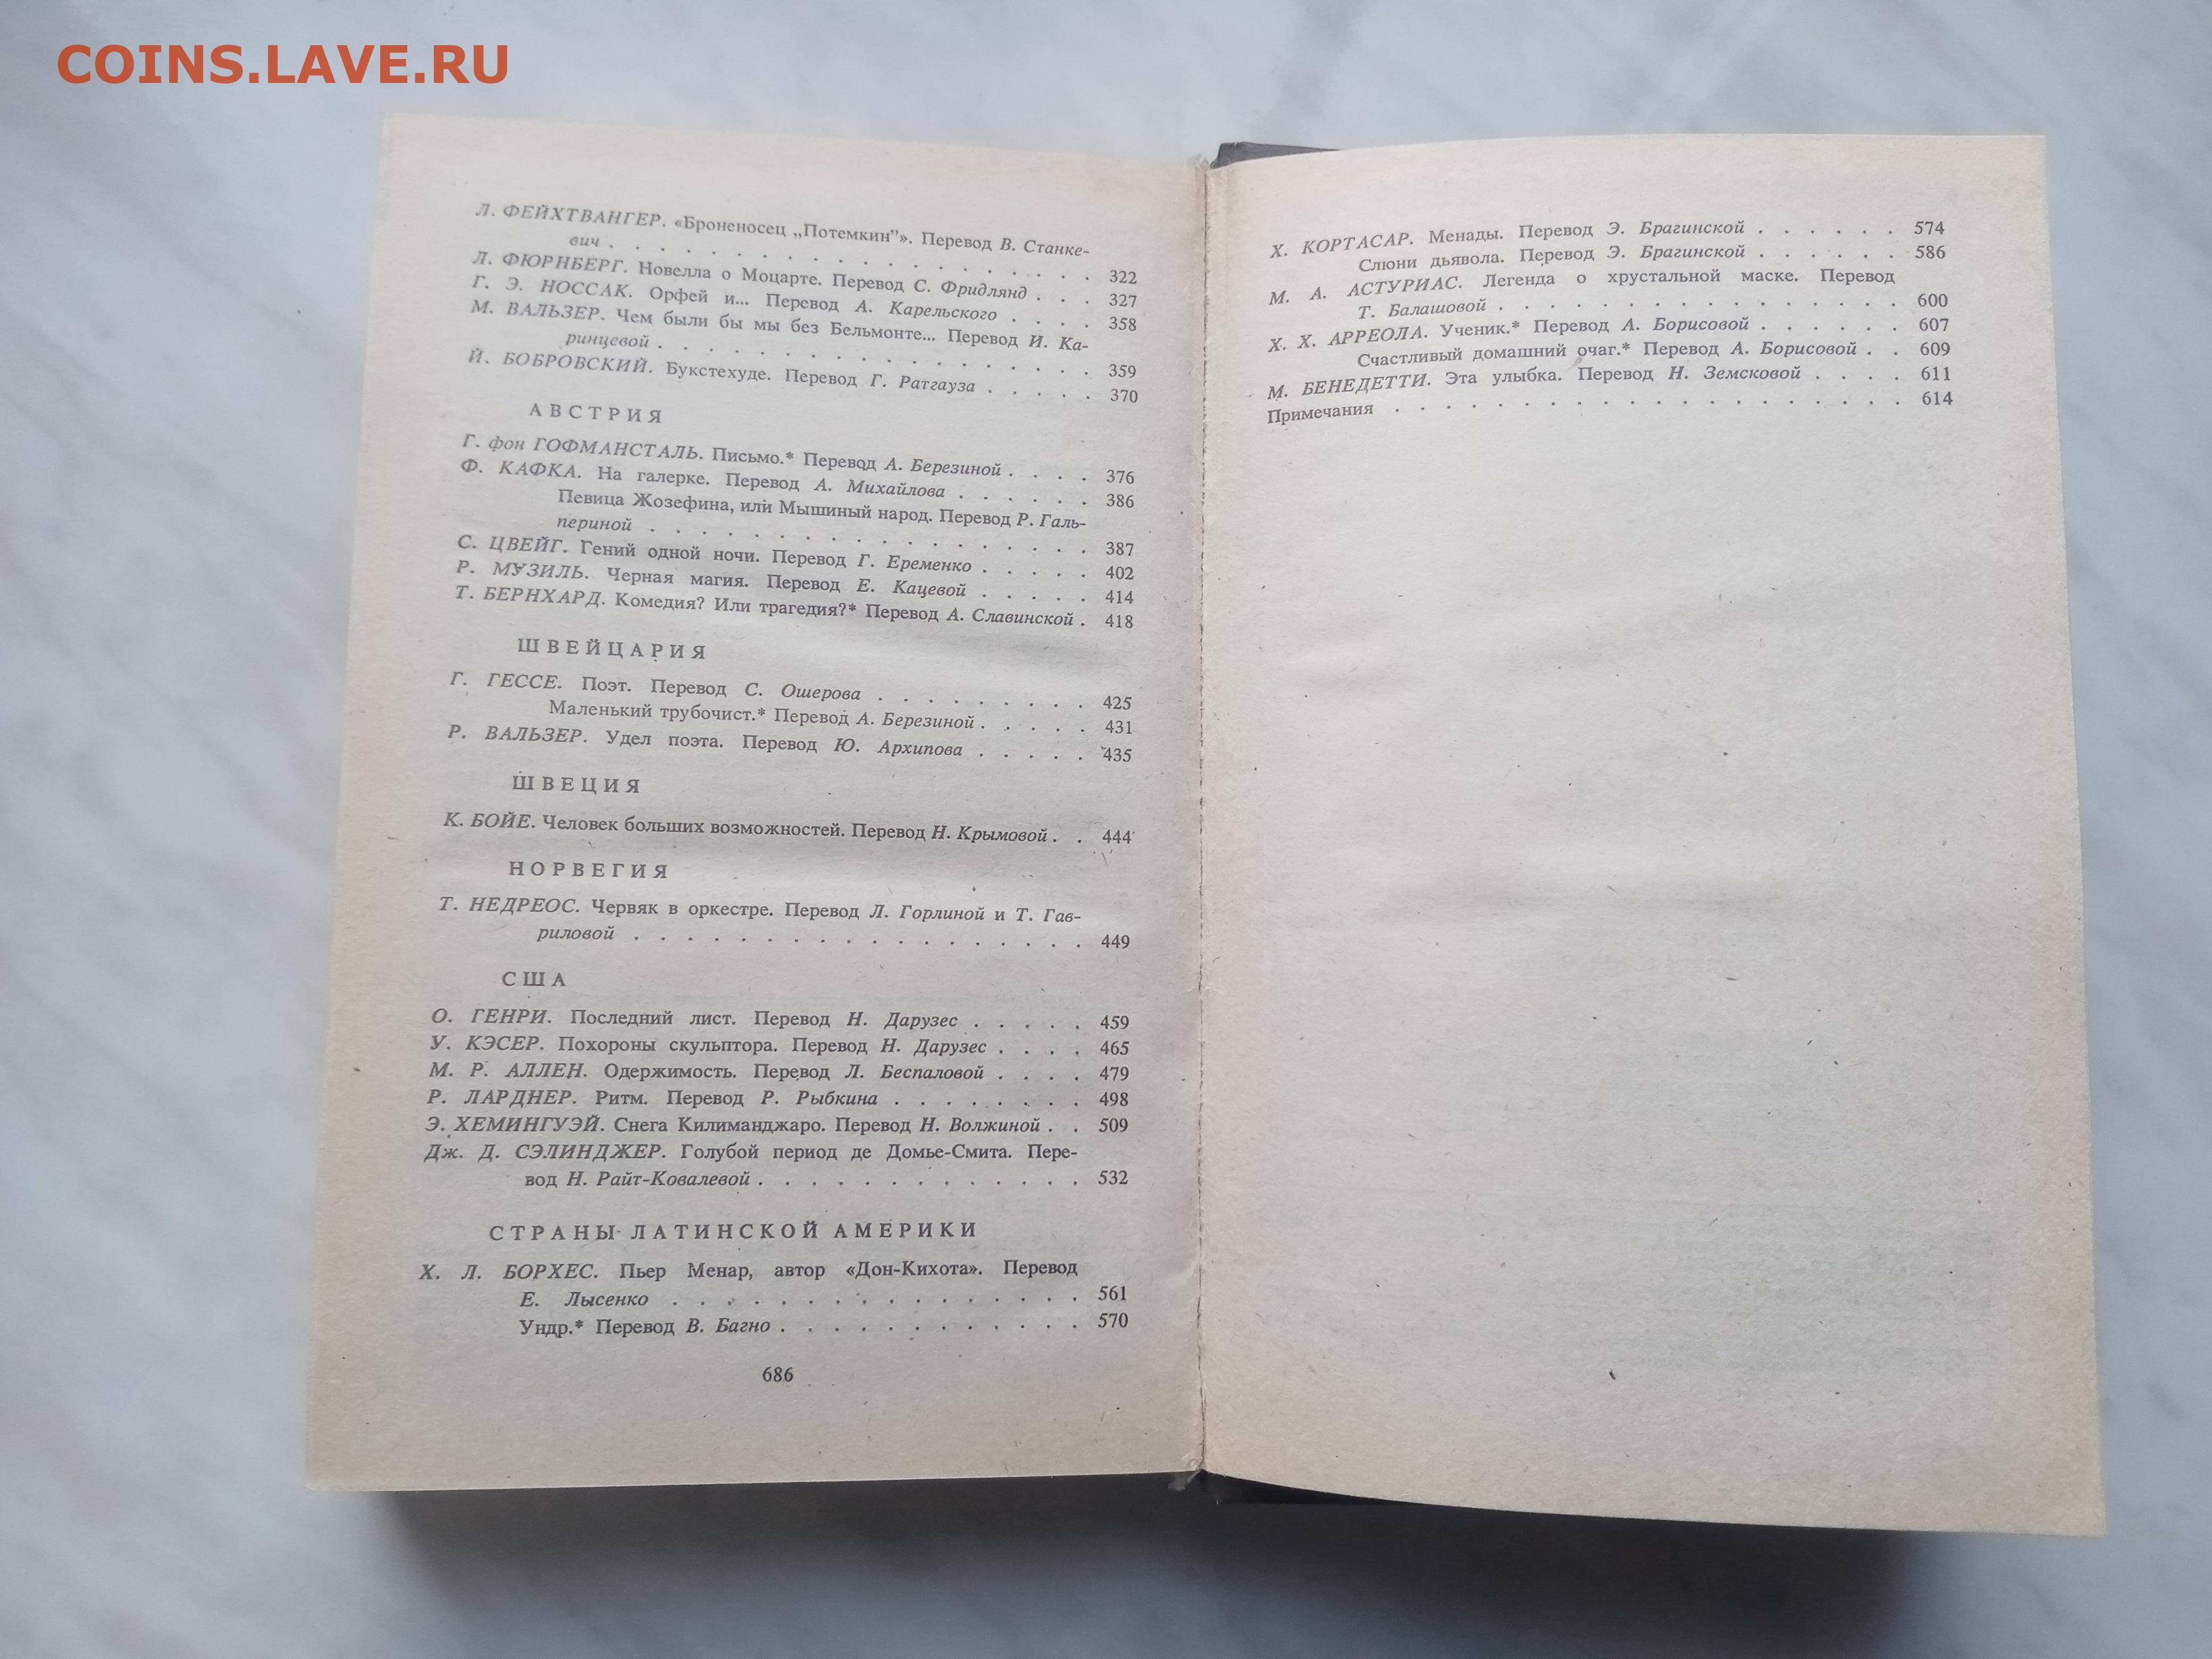 COINS.LAVE.RU
Л. ФЕЙХТВАНГЕР. «Броненосец „Потемкин”». Перевод В. Станке-
вич . . . . . . . . . . . . . . . . . . . 322
Л. ФЮРНБЕРГ. Новелла о Моцарте. Перевод С. Фридлянд . . . 327
Г. Э. НОССАК. Орфей и... Перевод А. Карельского . . . . 358
М. ВАЛЬЗЕР. Чем были бы мы без Бельмонте... Перевод И. Ка-
ринцевой . . . . . . . . . . . . . . . . . 359
Й. БОБРОВСКИЙ. Букстехуде. Перевод Г. Ратгауза . . . . . 370
АВСТРИЯ
Г. фон ГОФМАНСТАЛЬ. Письмо.* Перевод А. Березиной . . . . 376
Ф. КАФКА. На галерке. Перевод А. Михайлова . . . . . . 386
Певица Жозефина, или Мышиный народ. Перевод Р. Галь-
периной . . . . . . . . . . . . . . . . . 387
С. ЦВЕЙГ. Гений одной ночи. Перевод Г. Еременко . . . . . 402
Р. МУЗИЛЬ. Черная магия. Перевод Е. Кацевой . . . . . 414
Т. БЕРНХАРД. Комедия? Или трагедия?* Перевод А. Славинской . 418
ШВЕЙЦАРИЯ
Г. ГЕССЕ. Поэт. Перевод С. Ошерова . . . . . . . . . 425
Маленький трубочист.* Перевод А. Березиной . . . . . 431
Р. ВАЛЬЗЕР. Удел поэта. Перевод Ю. Архипова . . . . . 435
ШВЕЦИЯ
К. БОЙЕ. Человек больших возможностей. Перевод Н. Крымовой . . 444
НОРВЕГИЯ
Т. НЕДРЕОС. Червяк в оркестре. Перевод Л. Горлиной и Т. Гав-
риловой . . . . . . . . . . . . . . . . . . 449
США
О. ГЕНРИ. Последний лист. Перевод Н. Дарузес . . . . . 459
У. КЭСЕР. Похороны скульптора. Перевод Н. Дарузес . . . . 465
М. Р. АЛЛЕН. Одержимость. Перевод Л. Беспаловой . . . . 479
Р. ЛАРДНЕР. Ритм. Перевод Р. Рыбкина . . . . . . . . 498
Э. ХЕМИНГУЭЙ. Снега Килиманджаро. Перевод Н. Волжиной . . 509
Дж. Д. СЭЛИНДЖЕР. Голубой период де Домье-Смита. Пере-
вод Н. Райт-Ковалевой . . . . . . . . . . . . . 532
СТРАНЫ ЛАТИНСКОЙ АМЕРИКИ
Х. Л. БОРХЕС. Пьер Менар, автор «Дон-Кихота». Перевод
Е. Лысенко . . . . . . . . . . . . . . . . 561
Ундр.* Перевод В. Багно . . . . . . . . . . . . 570
686
Х. КОРТАСАР. Менады. Перевод Э. Брагинской . . . . . . 574
Слюни дьявола. Перевод Э. Брагинской . . . . . . 586
М. А. АСТУРИАС. Легенда о хрустальной маске. Перевод
Т. Балашовой . . . . . . . . . . . . . . . 600
Х. Х. АРРЕОЛА. Ученик.* Перевод А. Борисовой . . . . . . 607
Счастливый домашний очаг.* Перевод А. Борисовой . . 609
М. БЕНЕДЕТТИ. Эта улыбка. Перевод Н. Земсковой . . . . 611
Примечания . . . . . . . . . . . . . . . . . . . 614